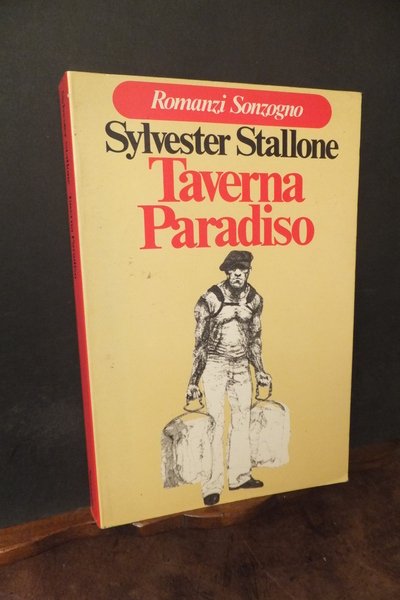 Romanzi Sonzogno
Sylvester Stallone
Taverna
Paradiso